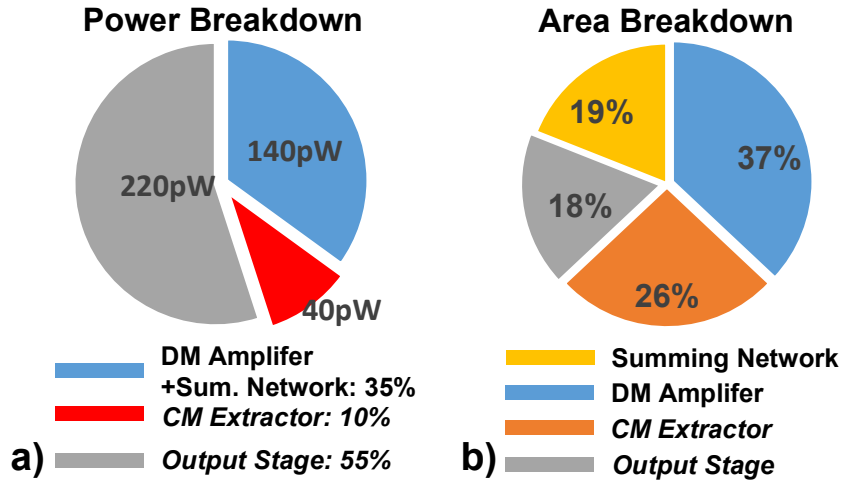 Power Breakdown
140pW
220pW
40pW
DM Amplifer
+Sum. Network: 35%
CM Extractor: 10%
Output Stage: 55%
a)
Area Breakdown
19%
37%
18%
26%
Summing Network
DM Amplifer
CM Extractor
Output Stage
b)